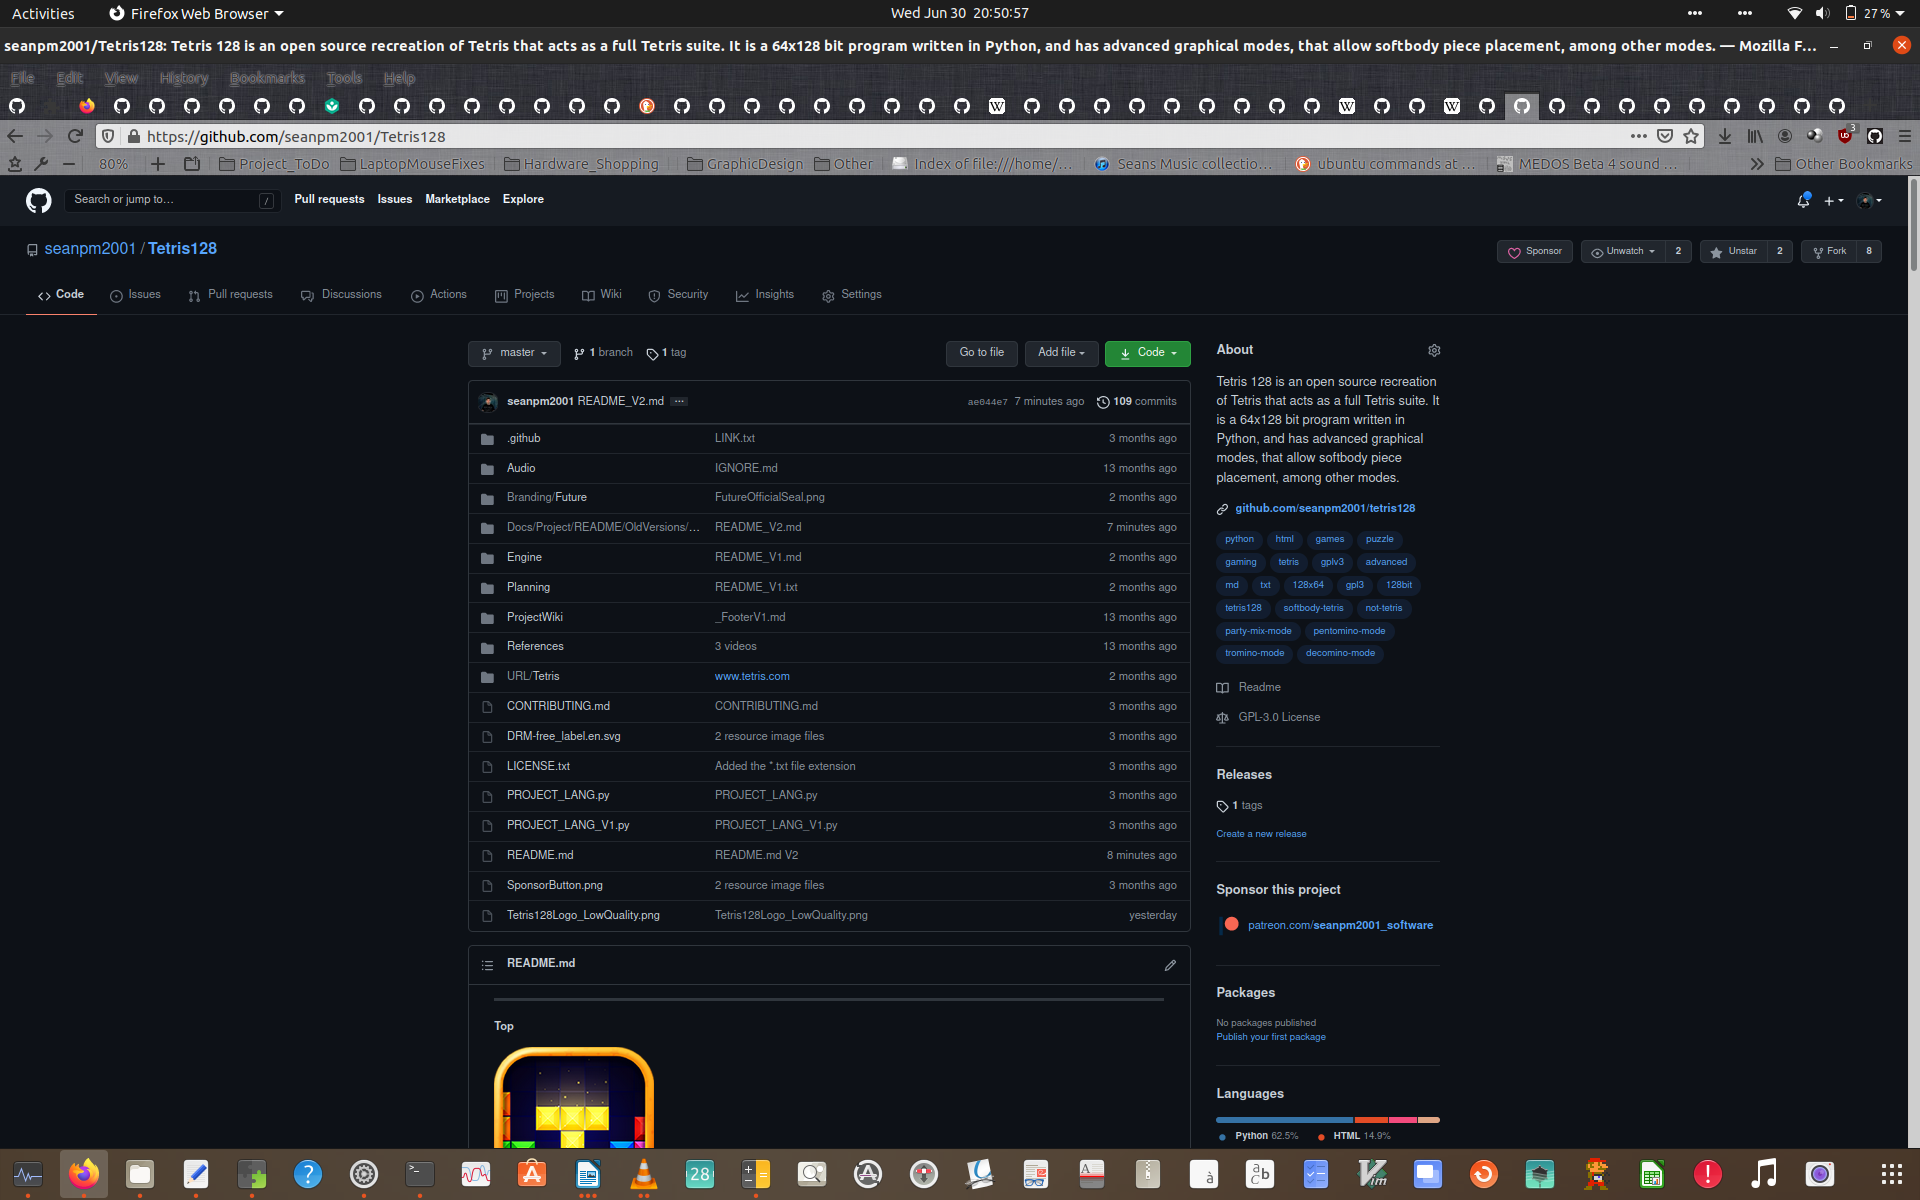 Activities
Firefox Web Browser
Wed Jun 30 20:50:57
27 %
seanpm2001/Tetris128: Tetris 128 is an open source recreation of Tetris that acts as a full Tetris suite. It is a 64x128 bit program written in Python, and has advanced graphical modes, that allow softbody piece placement, among other modes. — Mozilla F…
File Edit View History Bookmarks Tools Help
https://github.com/seanpm2001/Tetris128
3
80%
Project_ToDo
LaptopMouseFixes
Hardware_Shopping
GraphicDesign
Other
Index of file:///home/…
Seans Music collectio…
ubuntu commands at …
MEDOS Beta 4 sound …
Other Bookmarks
Search or jump to…
/
Pull requests Issues Marketplace Explore
seanpm2001 / Tetris128
Sponsor
Unwatch 2
Unstar 2
Fork 8
Code
Issues
Pull requests
Discussions
Actions
Projects
Wiki
Security
Insights
Settings
master
1 branch
1 tag
Go to file
Add file
Code
seanpm2001 README_V2.md ...
ae044e7 7 minutes ago
109 commits
.github LINK.txt 3 months ago
Audio IGNORE.md 13 months ago
Branding/Future FutureOfficialSeal.png 2 months ago
Docs/Project/README/OldVersions/… README_V2.md 7 minutes ago
Engine README_V1.md 2 months ago
Planning README_V1.txt 2 months ago
ProjectWiki _FooterV1.md 13 months ago
References 3 videos 13 months ago
URL/Tetris www.tetris.com 2 months ago
CONTRIBUTING.md CONTRIBUTING.md 3 months ago
DRM-free_label.en.svg 2 resource image files 3 months ago
LICENSE.txt Added the *.txt file extension 3 months ago
PROJECT_LANG.py PROJECT_LANG.py 3 months ago
PROJECT_LANG_V1.py PROJECT_LANG_V1.py 3 months ago
README.md README.md V2 8 minutes ago
SponsorButton.png 2 resource image files 3 months ago
Tetris128Logo_LowQuality.png Tetris128Logo_LowQuality.png yesterday
README.md
Top
About
Tetris 128 is an open source recreation
of Tetris that acts as a full Tetris suite. It
is a 64x128 bit program written in
Python, and has advanced graphical
modes, that allow softbody piece
placement, among other modes.
github.com/seanpm2001/tetris128
python html games puzzle
gaming tetris gplv3 advanced
md txt 128x64 gpl3 128bit
tetris128 softbody-tetris not-tetris
party-mix-mode pentomino-mode
tromino-mode decomino-mode
Readme
GPL-3.0 License
Releases
1 tags
Create a new release
Sponsor this project
patreon.com/seanpm2001_software
Packages
No packages published
Publish your first package
Languages
Python 62.5%
HTML 14.9%
28